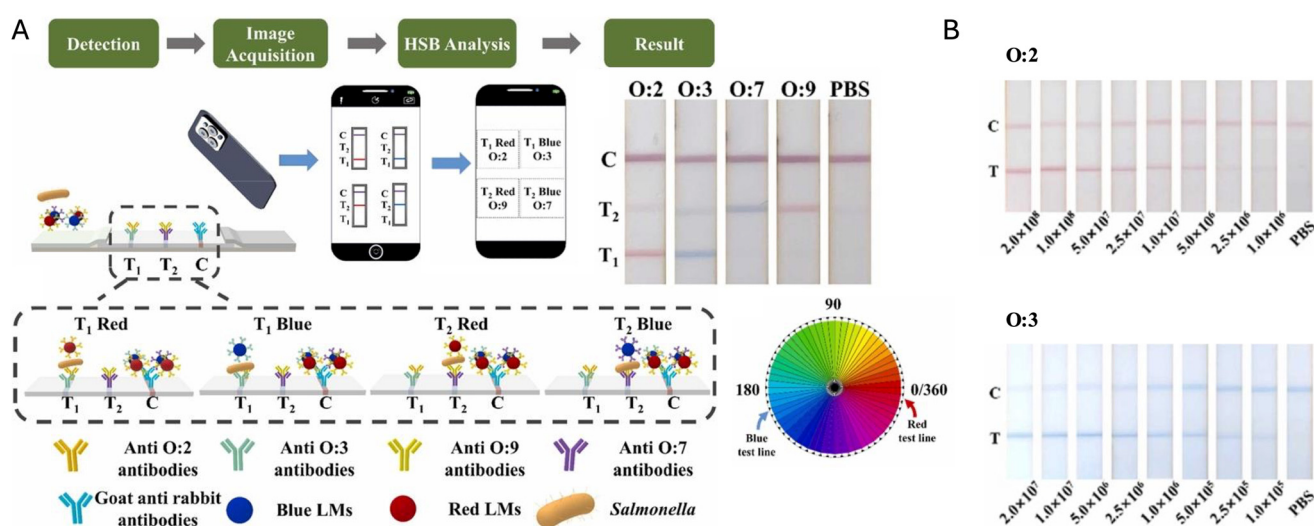 A
Detection
Image
Acquisition
HSB Analysis
Result
C
T2
T1
C
T2
T1
C
T2
T1
C
T2
T1
T1 Red
O:2
T1 Blue
O:3
T2 Red
O:9
T2 Blue
O:7
O:2 O:3 O:7 O:9 PBS
C
T2
T1
T1 T2 C
T1 Red
T1 Blue
T2 Red
T2 Blue
T1 T2 C
T1 T2 C
T1 T2 C
T1 T2 C
90
180
0/360
Blue
test line
Red
test line
Anti O:2
antibodies
Anti O:3
antibodies
Anti O:9
antibodies
Anti O:7
antibodies
Goat anti rabbit
antibodies
Blue LMs
Red LMs
Salmonella
B
O:2
C
T
2.0×10⁸
1.0×10⁸
5.0×10⁷
2.5×10⁷
1.0×10⁷
5.0×10⁶
2.5×10⁶
1.0×10⁶
PBS
O:3
C
T
2.0×10⁷
1.0×10⁷
5.0×10⁶
2.5×10⁶
1.0×10⁶
5.0×10⁵
2.5×10⁵
1.0×10⁵
PBS